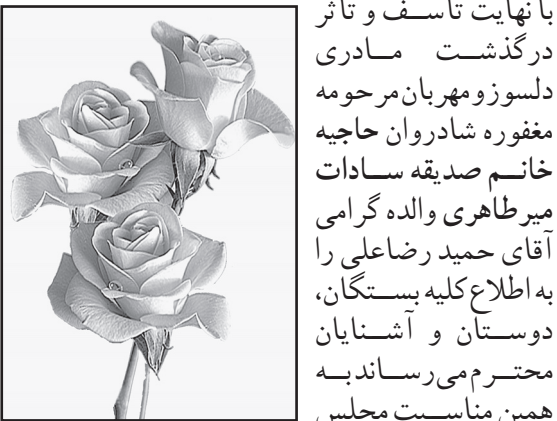 با نهایت تاسف و تاثر
درگذشت مادری
دلسوز و مهربان مرحومه
مغفوره شادروان حاجیه
خانم صدیقه سادات
میرطاهری والده گرامی
آقای حمید رضاعلی را
به اطلاع کلیه بستگان،
دوستان و آشنایان
محترم می رساند به
همین مناسبت مجلس